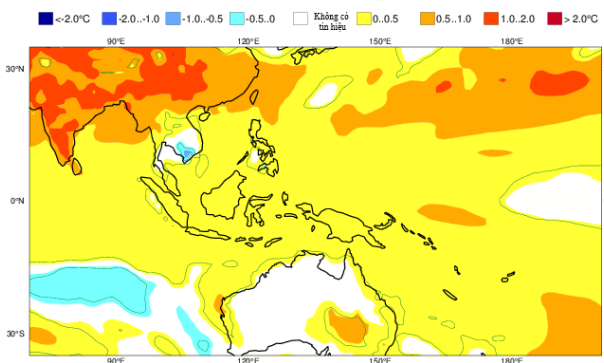 <-2.0°C -2.0..-1.0 -1.0..-0.5 -0.5..0 Không có tín hiệu 0..0.5 0.5..1.0 1.0..2.0 > 2.0°C
90°E 120°E 150°E 180°E
30°N
0°N
30°S
90°E 120°E 150°E 180°E